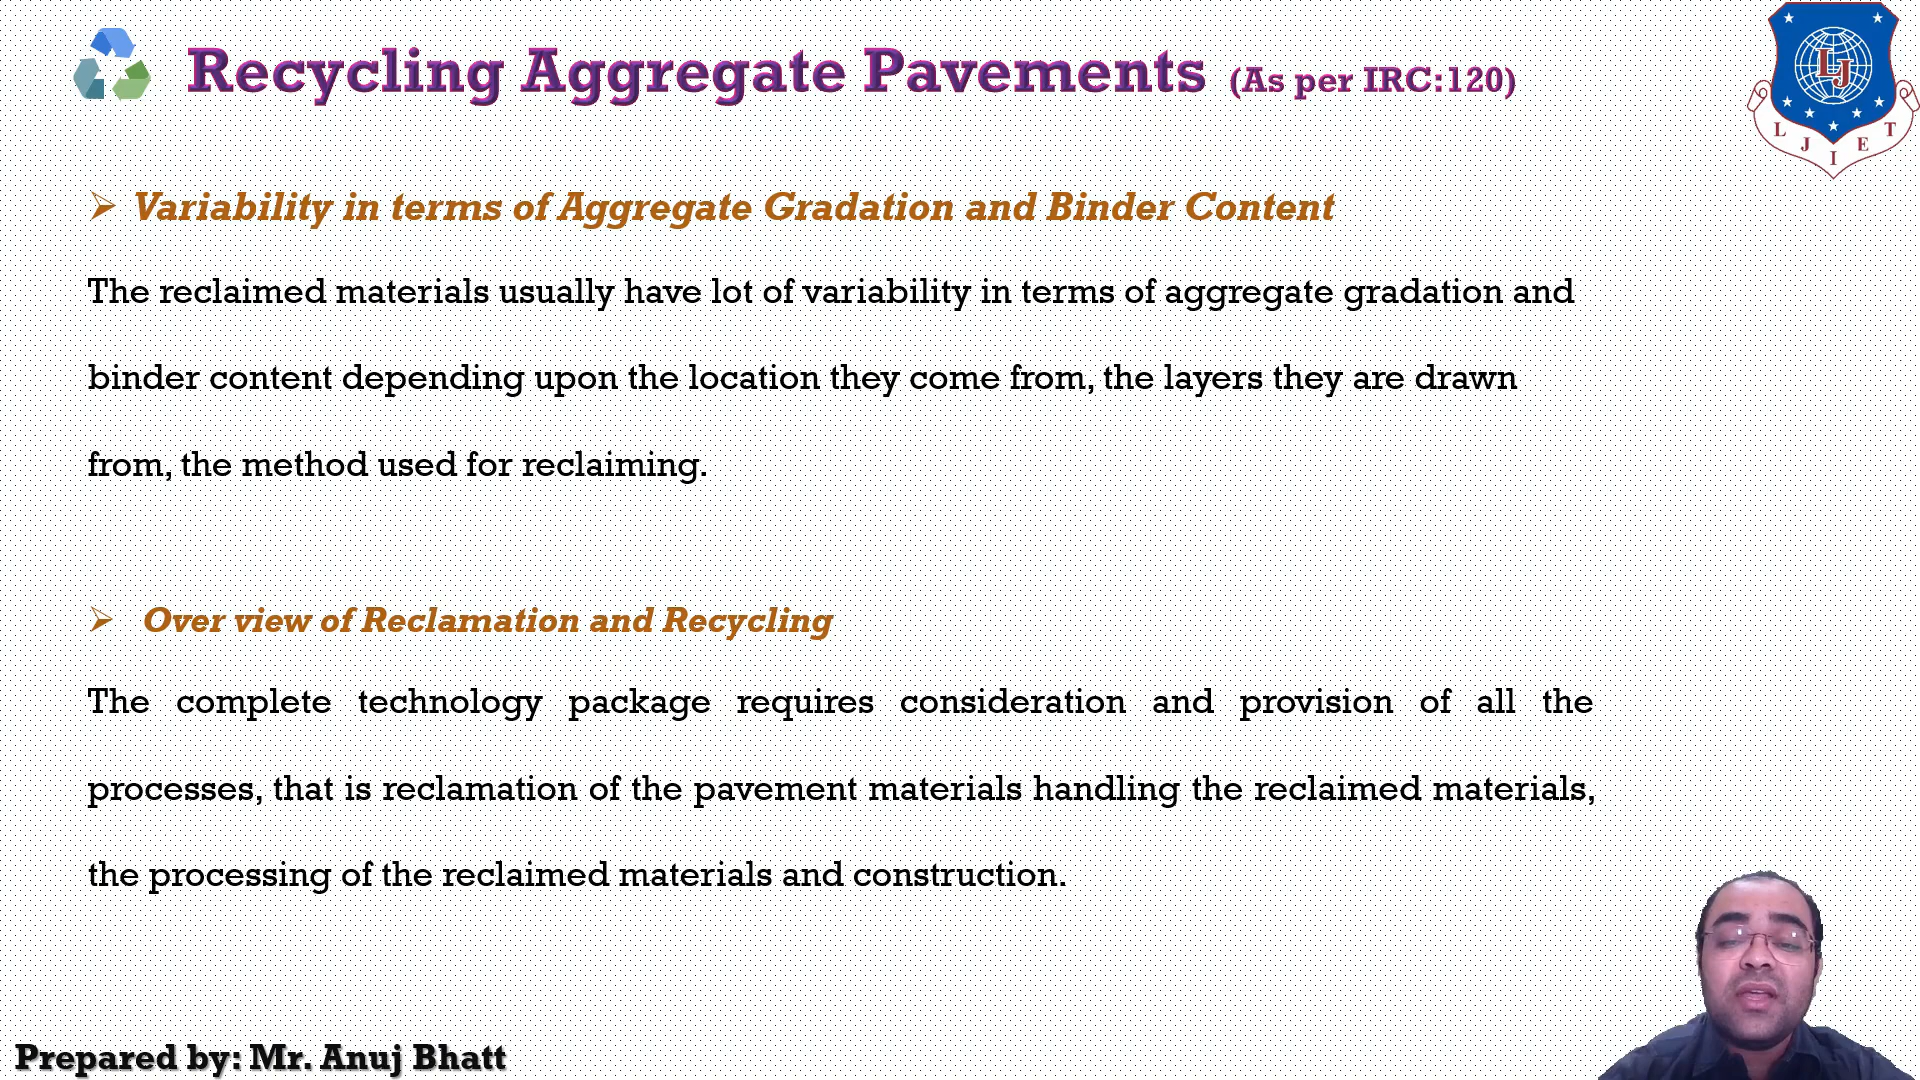 Recycling Aggregate Pavements (As per IRC:120)
LJ
L J I E T
Variability in terms of Aggregate Gradation and Binder Content
The reclaimed materials usually have lot of variability in terms of aggregate gradation and
binder content depending upon the location they come from, the layers they are drawn
from, the method used for reclaiming.
Over view of Reclamation and Recycling
The complete technology package requires consideration and provision of all the
processes, that is reclamation of the pavement materials handling the reclaimed materials,
the processing of the reclaimed materials and construction.
Prepared by: Mr. Anuj Bhatt